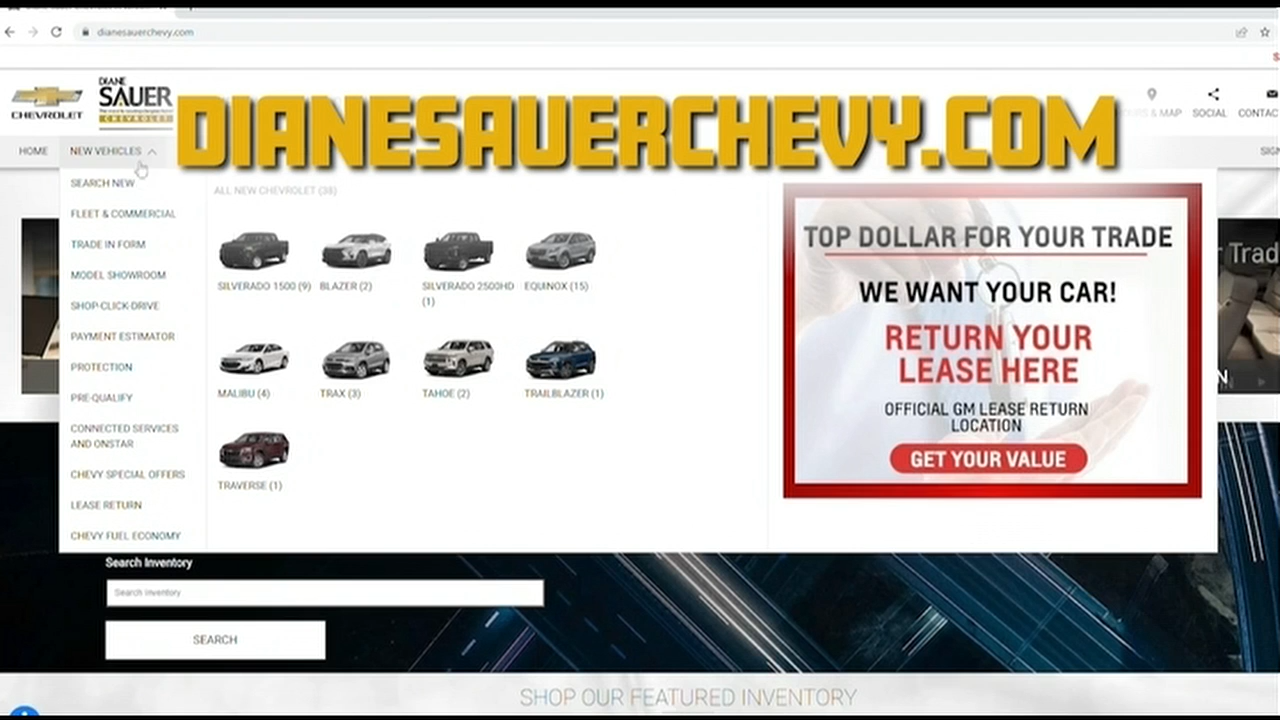 dianesauerchevy.com
CHEVROLET
DIANE
SAUER
CHEVROLET
DIANESAUERCHEVY.COM
& MAP
SOCIAL
CONTAC
HOME
NEW VEHICLES
SIGN
SEARCH NEW
FLEET & COMMERCIAL
TRADE IN FORM
MODEL SHOWROOM
SHOP-CLICK-DRIVE
PAYMENT ESTIMATOR
PROTECTION
PRE-QUALIFY
CONNECTED SERVICES
AND ONSTAR
CHEVY SPECIAL OFFERS
LEASE RETURN
CHEVY FUEL ECONOMY
ALL NEW CHEVROLET (38)
SILVERADO 1500 (9)
BLAZER (2)
SILVERADO 2500HD
(1)
EQUINOX (15)
MALIBU (4)
TRAX (3)
TAHOE (2)
TRAILBLAZER (1)
TRAVERSE (1)
TOP DOLLAR FOR YOUR TRADE
WE WANT YOUR CAR!
RETURN YOUR
LEASE HERE
OFFICIAL GM LEASE RETURN
LOCATION
GET YOUR VALUE
r Trad
N
Search Inventory
Search Inventory
SEARCH
SHOP OUR FEATURED INVENTORY